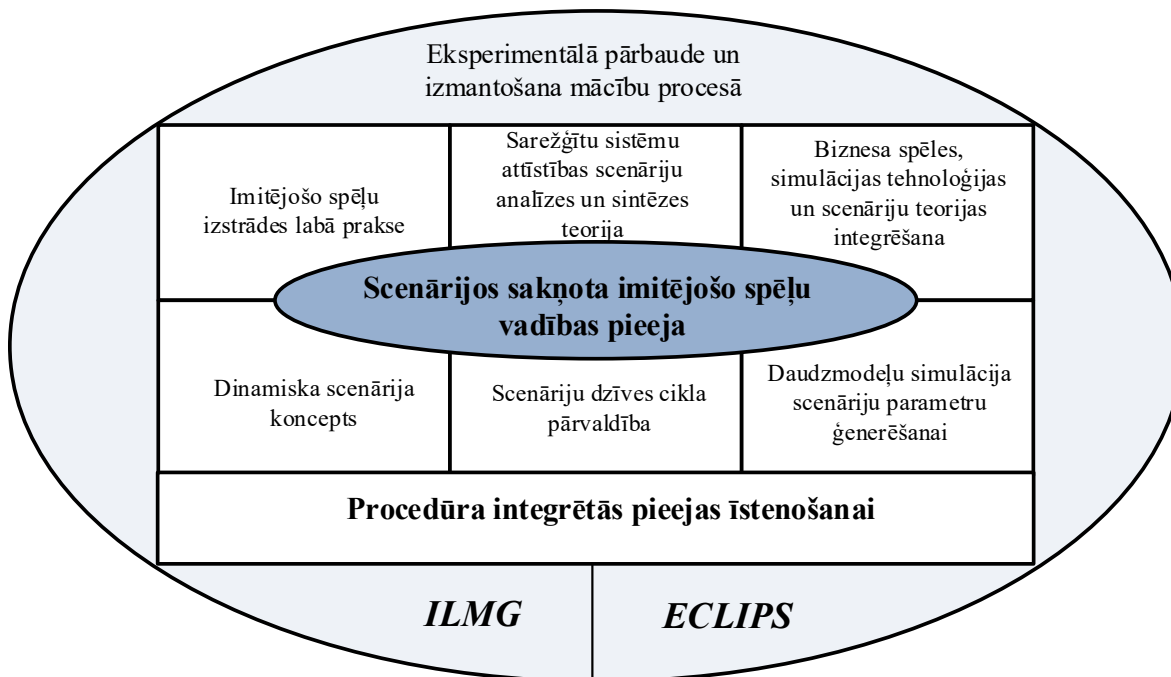 Eksperimentālā pārbaude un
izmantošana mācību procesā
Imitējošo spēļu
izstrādes labā prakse
Sarežģītu sistēmu
attīstības scenāriju
analīzes un sintēzes
teorija
Biznesa spēles,
simulācijas tehnoloģijas
un scenāriju teorijas
integrēšana
Scenārijos sakņota imitējošo spēļu
vadības pieeja
Dinamiska scenārija
koncepts
Scenāriju dzīves cikla
pārvaldība
Daudzmodeļu simulācija
scenāriju parametru
ģenerēšanai
Procedūra integrētās pieejas īstenošanai
ILMG
ECLIPS